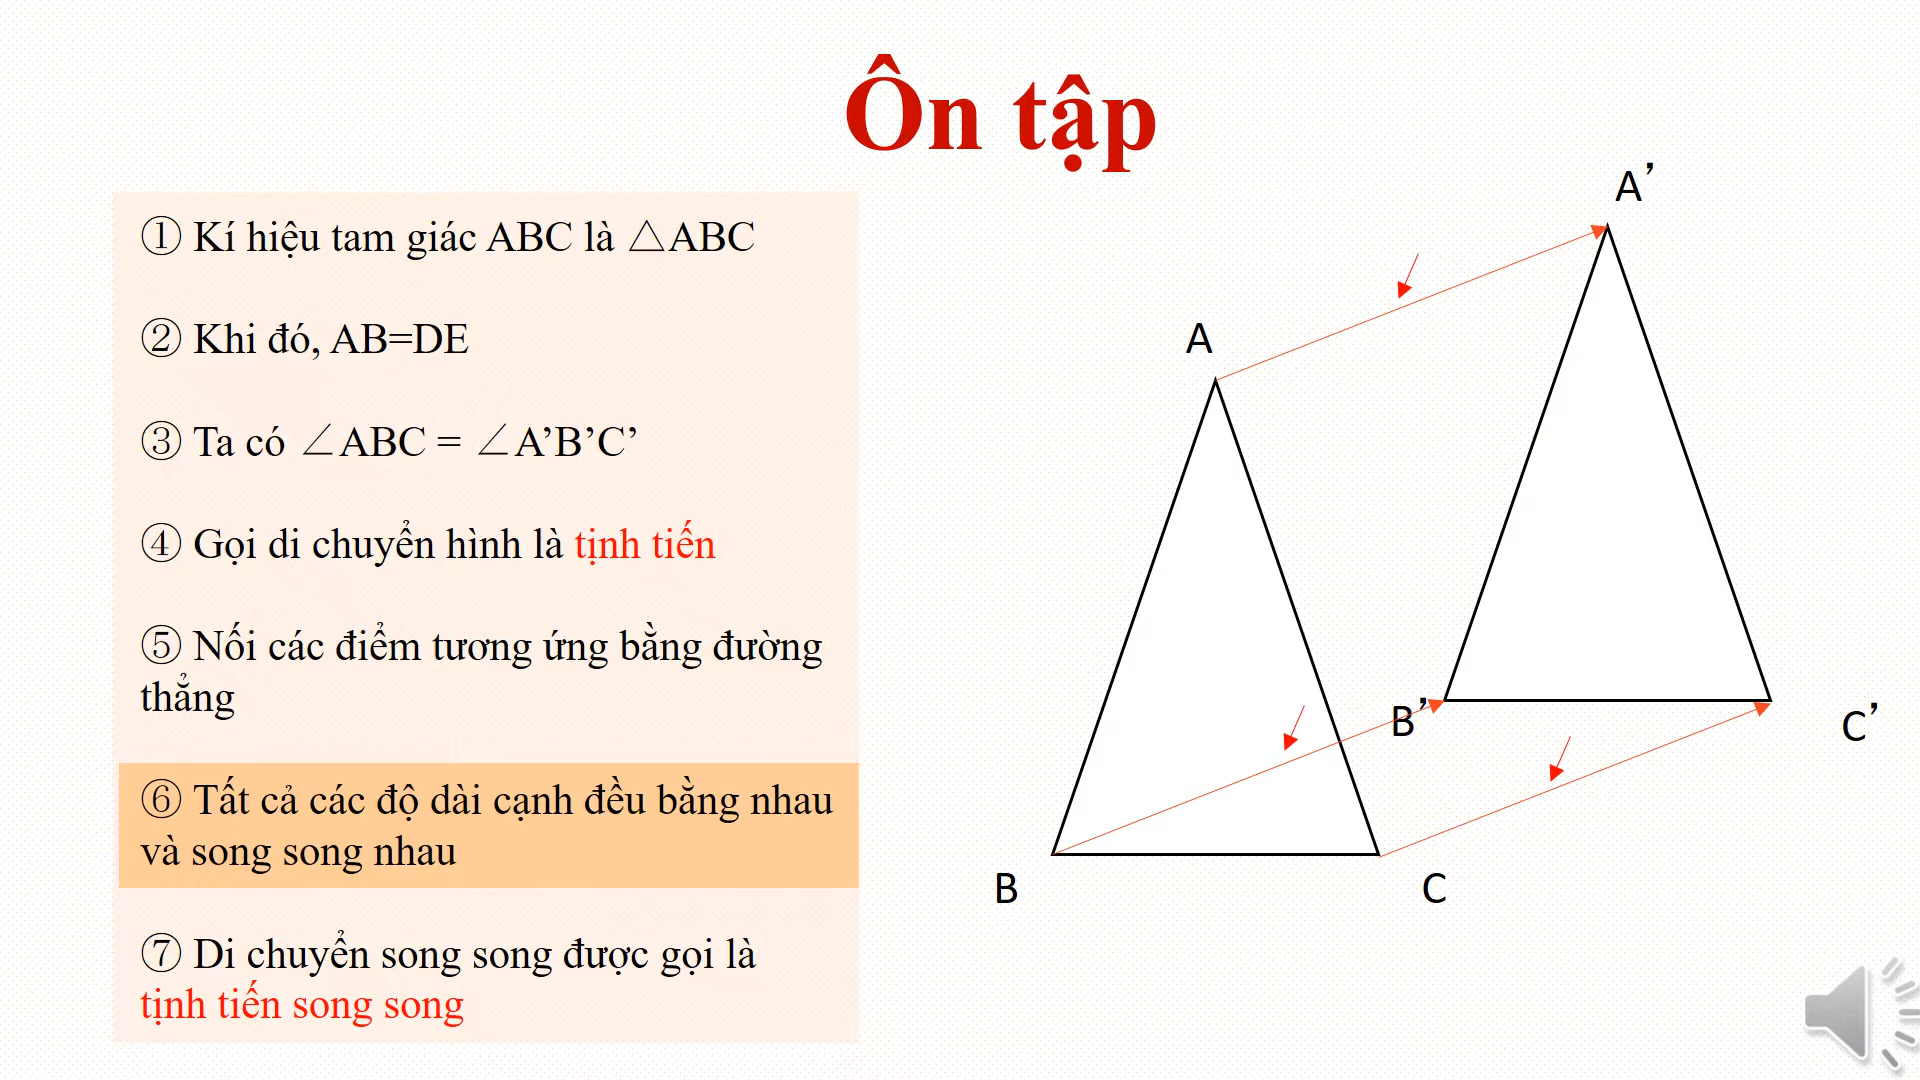 Ôn tập
① Kí hiệu tam giác ABC là △ABC
② Khi đó, AB=DE
③ Ta có ∠ABC = ∠A’B’C’
④ Gọi di chuyển hình là tịnh tiến
⑤ Nối các điểm tương ứng bằng đường
thẳng
⑥ Tất cả các độ dài cạnh đều bằng nhau
và song song nhau
⑦ Di chuyển song song được gọi là
tịnh tiến song song
A’
A
B’
C’
B
C